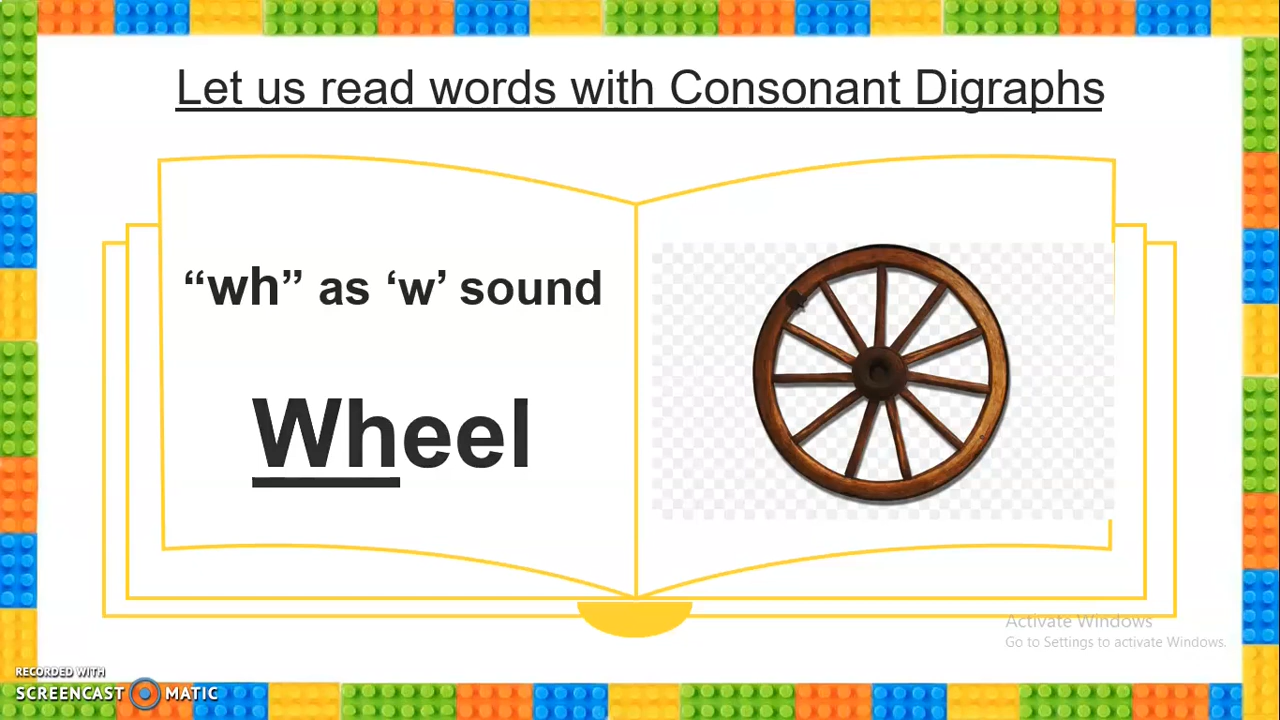 Let us read words with Consonant Digraphs
“wh” as ‘w’ sound
Wheel
Activate Windows
Go to Settings to activate Windows.
RECORDED WITH
SCREENCAST MATIC